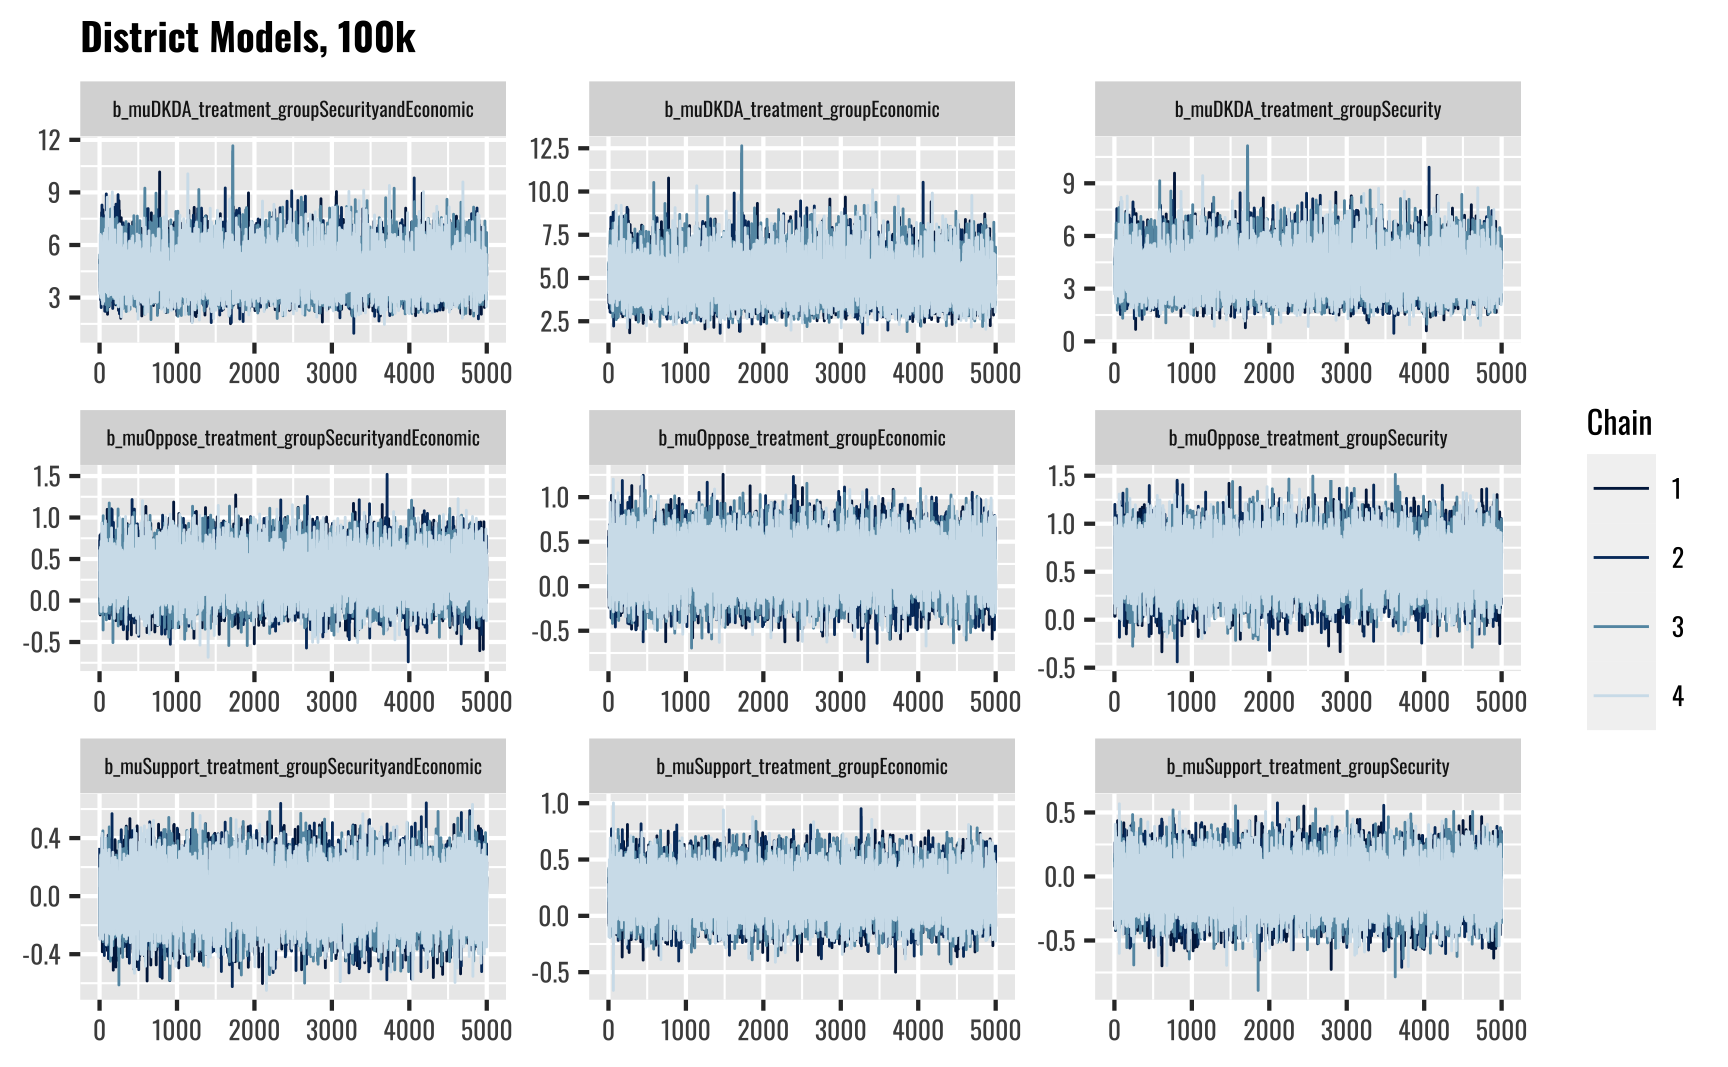 District Models, 100k
b_muDKDA_treatment_groupSecurityandEconomic
b_muDKDA_treatment_groupEconomic
b_muDKDA_treatment_groupSecurity
12
9
6
3
0 1000 2000 3000 4000 5000
12.5
10.0
7.5
5.0
2.5
0 1000 2000 3000 4000 5000
9
6
3
0
0 1000 2000 3000 4000 5000
b_muOppose_treatment_groupSecurityandEconomic
b_muOppose_treatment_groupEconomic
b_muOppose_treatment_groupSecurity
1.5
1.0
0.5
0.0
-0.5
0 1000 2000 3000 4000 5000
1.0
0.5
0.0
-0.5
0 1000 2000 3000 4000 5000
1.5
1.0
0.5
0.0
-0.5
0 1000 2000 3000 4000 5000
b_muSupport_treatment_groupSecurityandEconomic
b_muSupport_treatment_groupEconomic
b_muSupport_treatment_groupSecurity
0.4
0.0
-0.4
0 1000 2000 3000 4000 5000
1.0
0.5
0.0
-0.5
0 1000 2000 3000 4000 5000
0.5
0.0
-0.5
0 1000 2000 3000 4000 5000
Chain
1
2
3
4